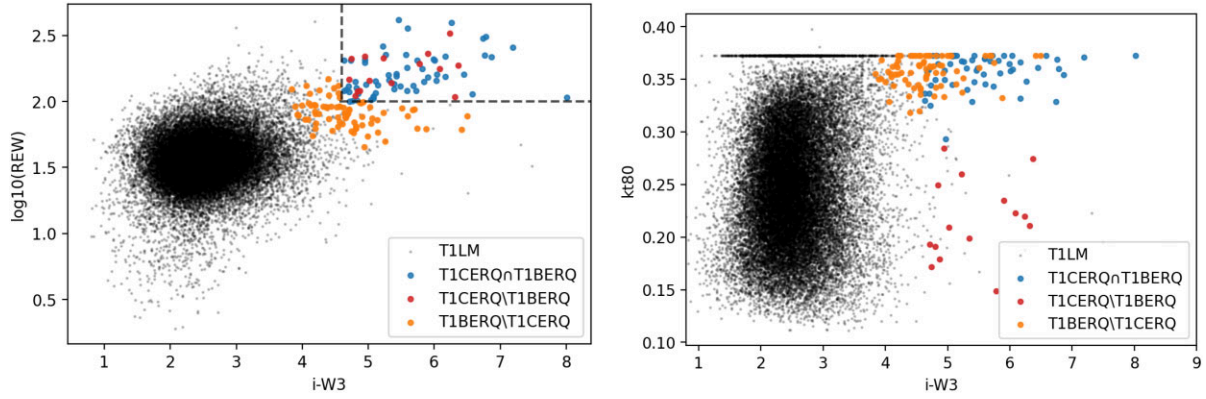 log10(REW)
2.5
2.0
1.5
1.0
0.5
T1LM
T1CERQ∩T1BERQ
T1CERQ\T1BERQ
T1BERQ\T1CERQ
1 2 3 4 5 6 7 8
i-W3
kt80
0.40
0.35
0.30
0.25
0.20
0.15
0.10
T1LM
T1CERQ∩T1BERQ
T1CERQ\T1BERQ
T1BERQ\T1CERQ
1 2 3 4 5 6 7 8 9
i-W3